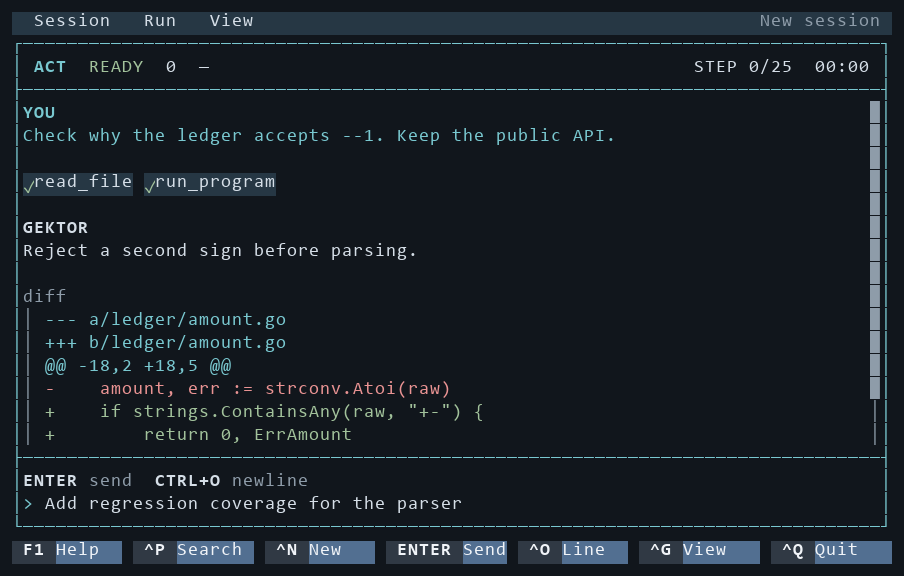 Session Run View New session
ACT READY 0 — STEP 0/25 00:00
YOU
Check why the ledger accepts --1. Keep the public API.
✓read_file ✓run_program
GEKTOR
Reject a second sign before parsing.
diff
--- a/ledger/amount.go
+++ b/ledger/amount.go
@@ -18,2 +18,5 @@
-    amount, err := strconv.Atoi(raw)
+    if strings.ContainsAny(raw, "+-") {
+        return 0, ErrAmount
ENTER send CTRL+O newline
> Add regression coverage for the parser
F1 Help ^P Search ^N New ENTER Send ^O Line ^G View ^Q Quit